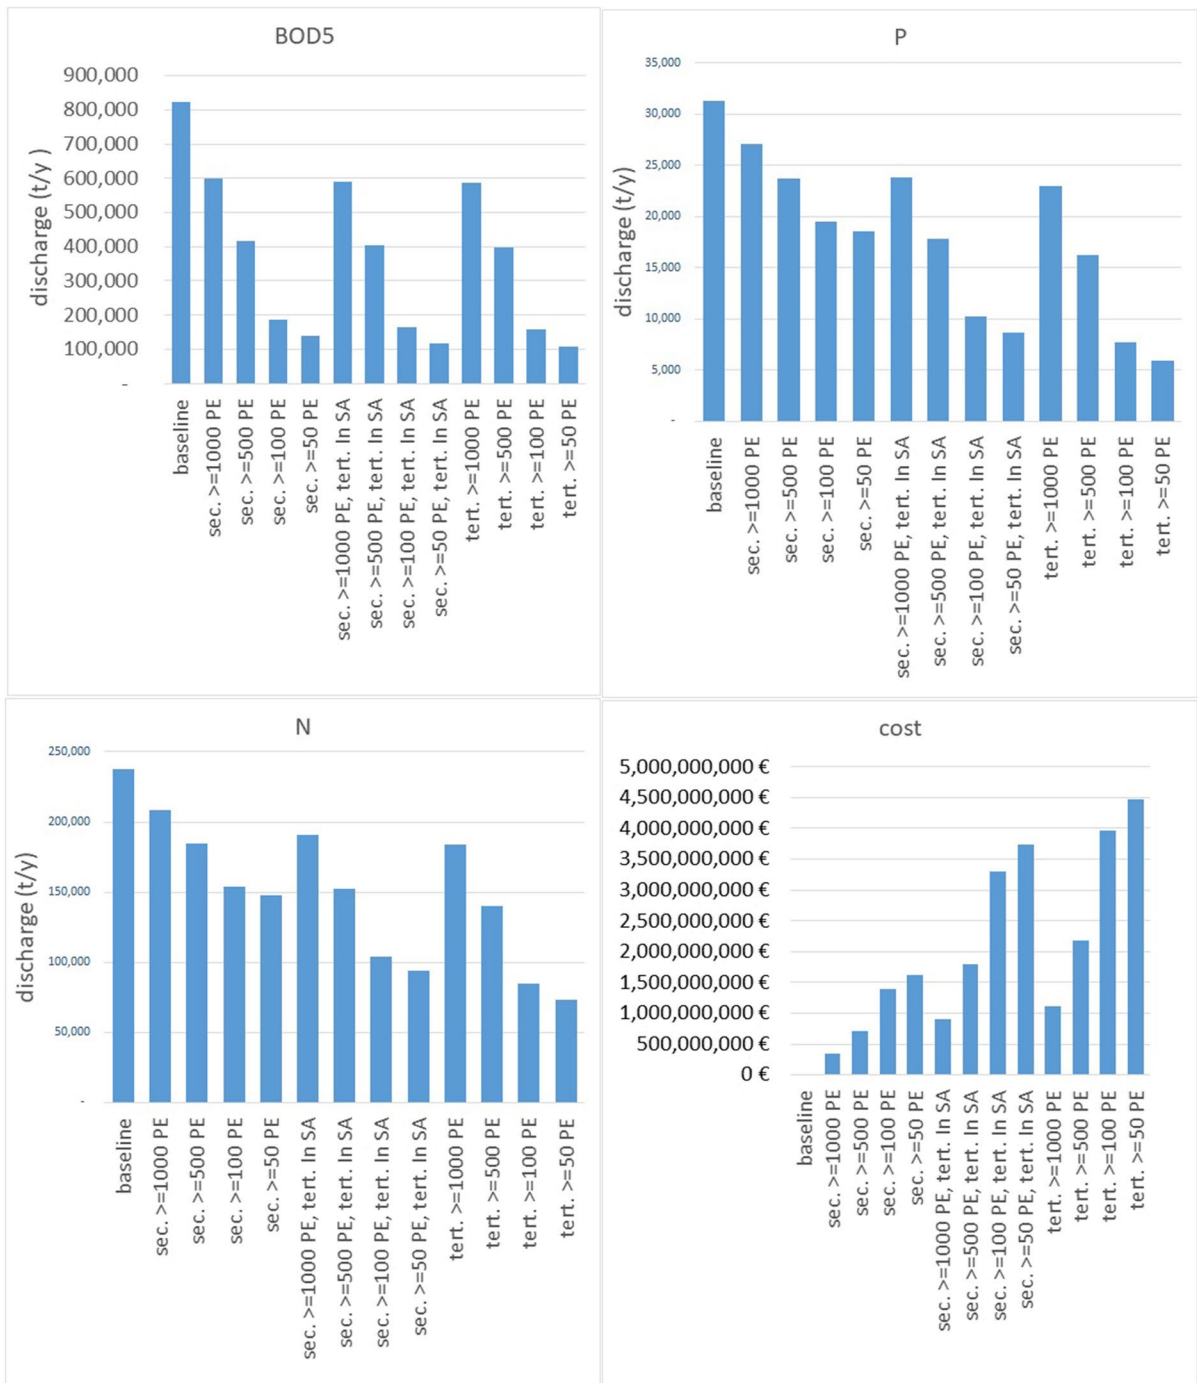 BOD5
discharge (t/y)
900,000
800,000
700,000
600,000
500,000
400,000
300,000
200,000
100,000
-
baseline
sec. >=1000 PE
sec. >=500 PE
sec. >=100 PE
sec. >=50 PE
sec. >=1000 PE, tert. In SA
sec. >=500 PE, tert. In SA
sec. >=100 PE, tert. In SA
sec. >=50 PE, tert. In SA
tert. >=1000 PE
tert. >=500 PE
tert. >=100 PE
tert. >=50 PE
P
discharge (t/y)
35,000
30,000
25,000
20,000
15,000
10,000
5,000
-
baseline
sec. >=1000 PE
sec. >=500 PE
sec. >=100 PE
sec. >=50 PE
sec. >=1000 PE, tert. In SA
sec. >=500 PE, tert. In SA
sec. >=100 PE, tert. In SA
sec. >=50 PE, tert. In SA
tert. >=1000 PE
tert. >=500 PE
tert. >=100 PE
tert. >=50 PE
N
discharge (t/y)
250,000
200,000
150,000
100,000
50,000
-
baseline
sec. >=1000 PE
sec. >=500 PE
sec. >=100 PE
sec. >=50 PE
sec. >=1000 PE, tert. In SA
sec. >=500 PE, tert. In SA
sec. >=100 PE, tert. In SA
sec. >=50 PE, tert. In SA
tert. >=1000 PE
tert. >=500 PE
tert. >=100 PE
tert. >=50 PE
cost
5,000,000,000 €
4,500,000,000 €
4,000,000,000 €
3,500,000,000 €
3,000,000,000 €
2,500,000,000 €
2,000,000,000 €
1,500,000,000 €
1,000,000,000 €
500,000,000 €
0 €
baseline
sec. >=1000 PE
sec. >=500 PE
sec. >=100 PE
sec. >=50 PE
sec. >=1000 PE, tert. In SA
sec. >=500 PE, tert. In SA
sec. >=100 PE, tert. In SA
sec. >=50 PE, tert. In SA
tert. >=1000 PE
tert. >=500 PE
tert. >=100 PE
tert. >=50 PE